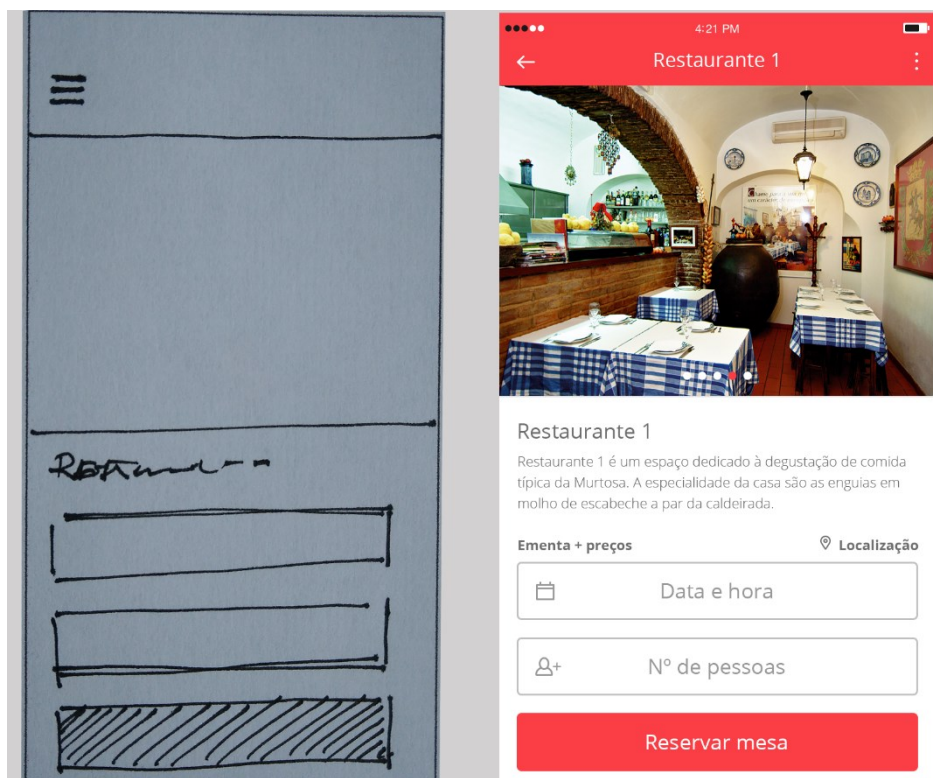 4:21 PM
Restaurante 1
Restaurante 1
Restaurante 1 é um espaço dedicado à degustação de comida
típica da Murtosa. A especialidade da casa são as enguias em
molho de escabeche a par da caldeirada.
Ementa + preços
Localização
Data e hora
Nº de pessoas
Reservar mesa